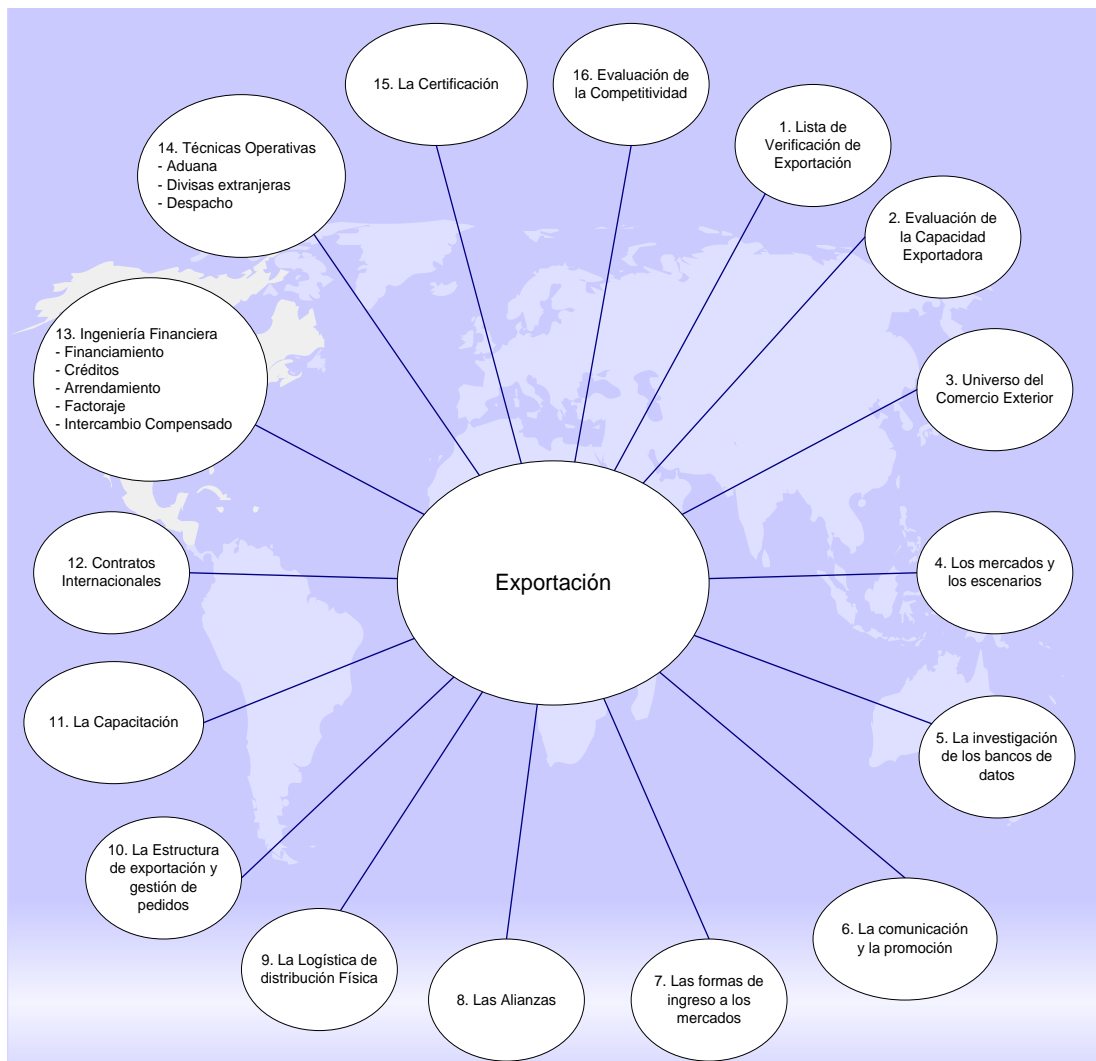 Exportación
1. Lista de
Verificación de
Exportación
2. Evaluación de
la Capacidad
Exportadora
3. Universo del
Comercio Exterior
4. Los mercados y
los escenarios
5. La investigación
de los bancos de
datos
6. La comunicación
y la promoción
7. Las formas de
ingreso a los
mercados
8. Las Alianzas
9. La Logística de
distribución Física
10. La Estructura
de exportación y
gestión de
pedidos
11. La Capacitación
12. Contratos
Internacionales
13. Ingeniería Financiera
- Financiamiento
- Créditos
- Arrendamiento
- Factoraje
- Intercambio Compensado
14. Técnicas Operativas
- Aduana
- Divisas extranjeras
- Despacho
15. La Certificación
16. Evaluación de
la Competitividad